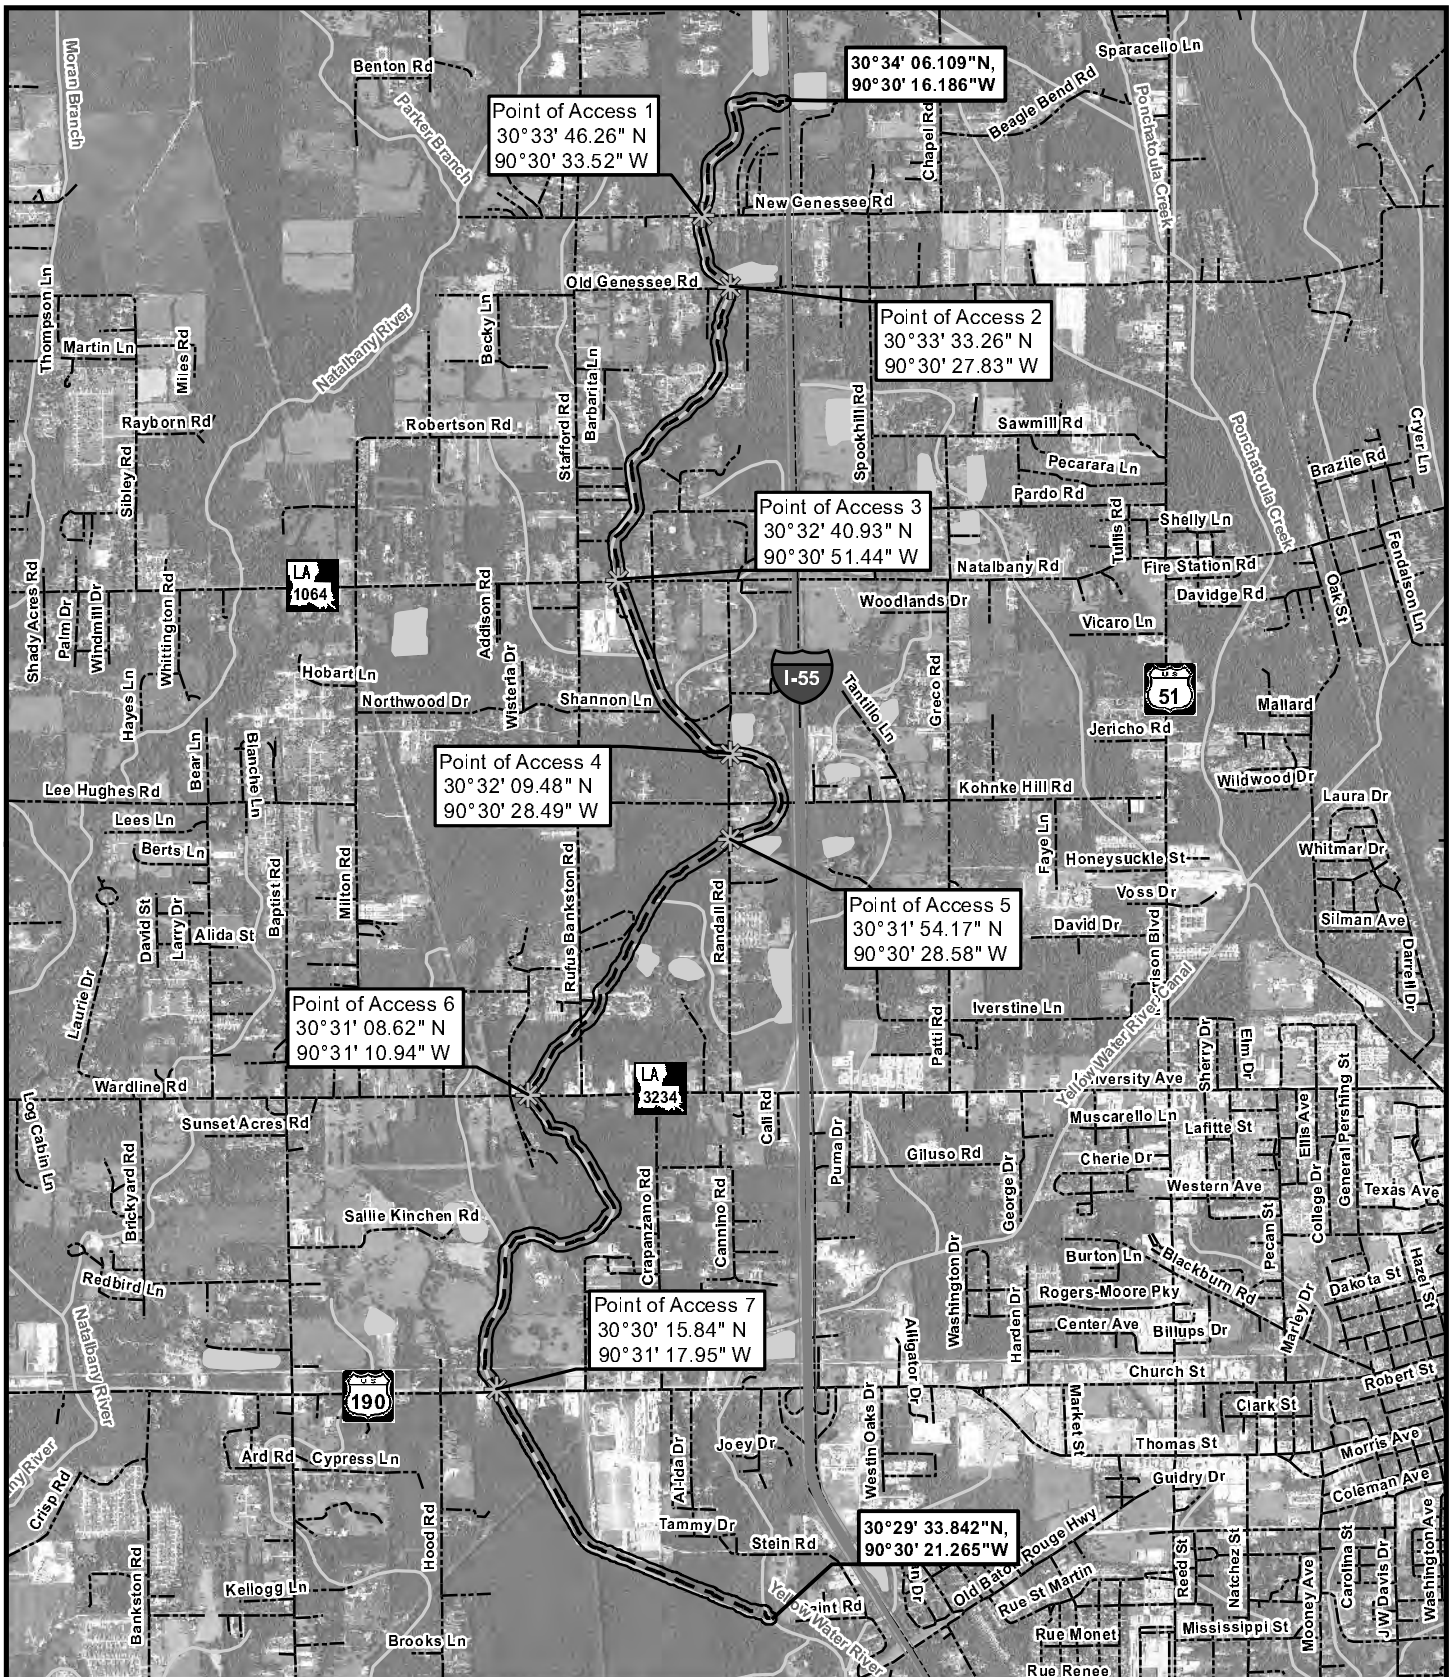 Moran Branch
Benton Rd
Parker Branch
Sparacello Ln
30°34' 06.109"N,
90°30' 16.186"W
Beagle Bend Rd
Ponchatoula Creek
Chapel Rd
Point of Access 1
30°33' 46.26" N
90°30' 33.52" W
New Genessee Rd
Old Genessee Rd
Thompson Ln
Martin Ln
Miles Rd
Natalbany River
Becky Ln
Barbarita Ln
Point of Access 2
30°33' 33.26" N
90°30' 27.83" W
Rayborn Rd
Sibley Rd
Robertson Rd
Stafford Rd
Spookhill Rd
Sawmill Rd
Pecarara Ln
Pardo Rd
Ponchatoula Creek
Brazile Rd
Cryer Ln
Point of Access 3
30°32' 40.93" N
90°30' 51.44" W
Tullis Rd
Shelly Ln
Natalbany Rd
Fire Station Rd
Fendalson Ln
Oak St
LA
1064
Shady Acres Rd
Palm Dr
Windmill Dr
Whittington Rd
Addison Rd
Woodlands Dr
Davidge Rd
Vicaro Ln
Hobart Ln
Hayes Ln
Northwood Dr
Wisteria Dr
Shannon Ln
I-55
Tantillo Ln
Greco Rd
US
51
Mallard
Jericho Rd
Bear Ln
Blanche Ln
Point of Access 4
30°32' 09.48" N
90°30' 28.49" W
Wildwood Dr
Lee Hughes Rd
Kohnke Hill Rd
Laura Dr
Lees Ln
Berts Ln
Faye Ln
Honeysuckle St
Whitmar Dr
Baptist Rd
Milton Rd
Rufus Bankston Rd
Randall Rd
Point of Access 5
30°31' 54.17" N
90°30' 28.58" W
Voss Dr
David Dr
Silman Ave
David St
Larry Dr
Alida St
Darrell Dr
Laurie Dr
Point of Access 6
30°31' 08.62" N
90°31' 10.94" W
Iverstine Ln
Patti Rd
Yellow Water River Canal
Sherry Dr
Elm Dr
Wardline Rd
LA
3234
Log Cabin Ln
Sunset Acres Rd
Cali Rd
Puma Dr
Muscarello Ln
Lafitte St
Ellis Ave
General Pershing St
Brickyard Rd
Giluso Rd
Cherie Dr
George Dr
Western Ave
Texas Ave
College Dr
Sallie Kinchen Rd
Crapanzano Rd
Cannino Rd
Pecan St
Redbird Ln
Washington Dr
Burton Ln
Blackburn Rd
Dakota St
Hazel St
Natalbany River
Point of Access 7
30°30' 15.84" N
90°31' 17.95" W
Harden Dr
Rogers-Moore Pky
Center Ave
Billups Dr
Marley Dr
Alligator Dr
Church St
Robert St
US
190
Westin Oaks Dr
Market St
Clark St
Ard Rd
Cypress Ln
Joey Dr
Al-Ida Dr
Thomas St
Morris Ave
Guidry Dr
Coleman Ave
Crisp Rd
Hood Rd
Tammy Dr
Stein Rd
30°29' 33.842"N,
90°30' 21.265"W
Rouge Hwy
Old Baton
Rue St Martin
Reed St
Natchez St
Carolina St
JW Davis Dr
Washington Ave
Bankston Rd
Kellogg Ln
Yellow Water River
Mooney Ave
Mississippi St
Brooks Ln
Rue Monet
Rue Renee